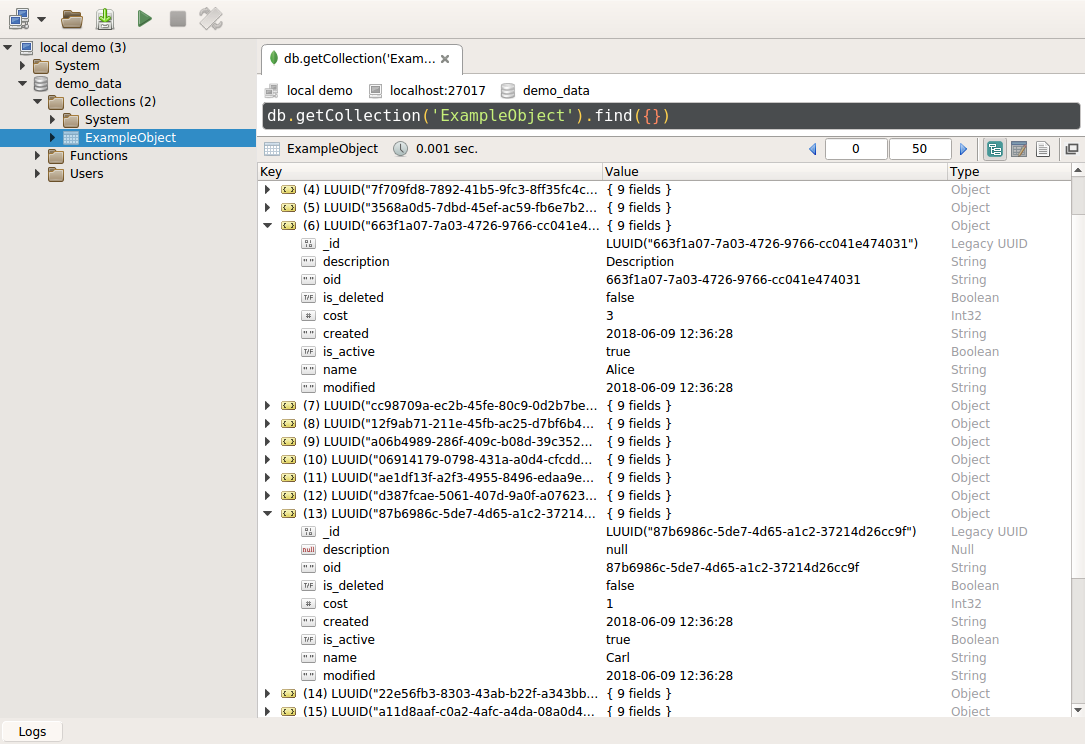 local demo (3)
System
demo_data
Collections (2)
System
ExampleObject
Functions
Users
db.getCollection('Exam...
local demo localhost:27017 demo_data
db.getCollection('ExampleObject').find({})
ExampleObject 0.001 sec. 0 50
Key Value Type
(4) LUUID("7f709fd8-7892-41b5-9fc3-8ff35fc4c... { 9 fields } Object
(5) LUUID("3568a0d5-7dbd-45ef-ac59-fb6e7b2... { 9 fields } Object
(6) LUUID("663f1a07-7a03-4726-9766-cc041e4... { 9 fields } Object
_id LUUID("663f1a07-7a03-4726-9766-cc041e474031") Legacy UUID
"" description Description String
"" oid 663f1a07-7a03-4726-9766-cc041e474031 String
T/F is_deleted false Boolean
# cost 3 Int32
"" created 2018-06-09 12:36:28 String
T/F is_active true Boolean
"" name Alice String
"" modified 2018-06-09 12:36:28 String
(7) LUUID("cc98709a-ec2b-45fe-80c9-0d2b7be... { 9 fields } Object
(8) LUUID("12f9ab71-211e-45fb-ac25-d7bf6b4... { 9 fields } Object
(9) LUUID("a06b4989-286f-409c-b08d-39c352... { 9 fields } Object
(10) LUUID("06914179-0798-431a-a0d4-cfcdd... { 9 fields } Object
(11) LUUID("ae1df13f-a2f3-4955-8496-edaa9e... { 9 fields } Object
(12) LUUID("d387fcae-5061-407d-9a0f-a07623... { 9 fields } Object
(13) LUUID("87b6986c-5de7-4d65-a1c2-37214... { 9 fields } Object
_id LUUID("87b6986c-5de7-4d65-a1c2-37214d26cc9f") Legacy UUID
null description null Null
"" oid 87b6986c-5de7-4d65-a1c2-37214d26cc9f String
T/F is_deleted false Boolean
# cost 1 Int32
"" created 2018-06-09 12:36:28 String
T/F is_active true Boolean
"" name Carl String
"" modified 2018-06-09 12:36:28 String
(14) LUUID("22e56fb3-8303-43ab-b22f-a343bb... { 9 fields } Object
(15) LUUID("a11d8aaf-c0a2-4afc-a4da-08a0d4... { 9 fields } Object
Logs